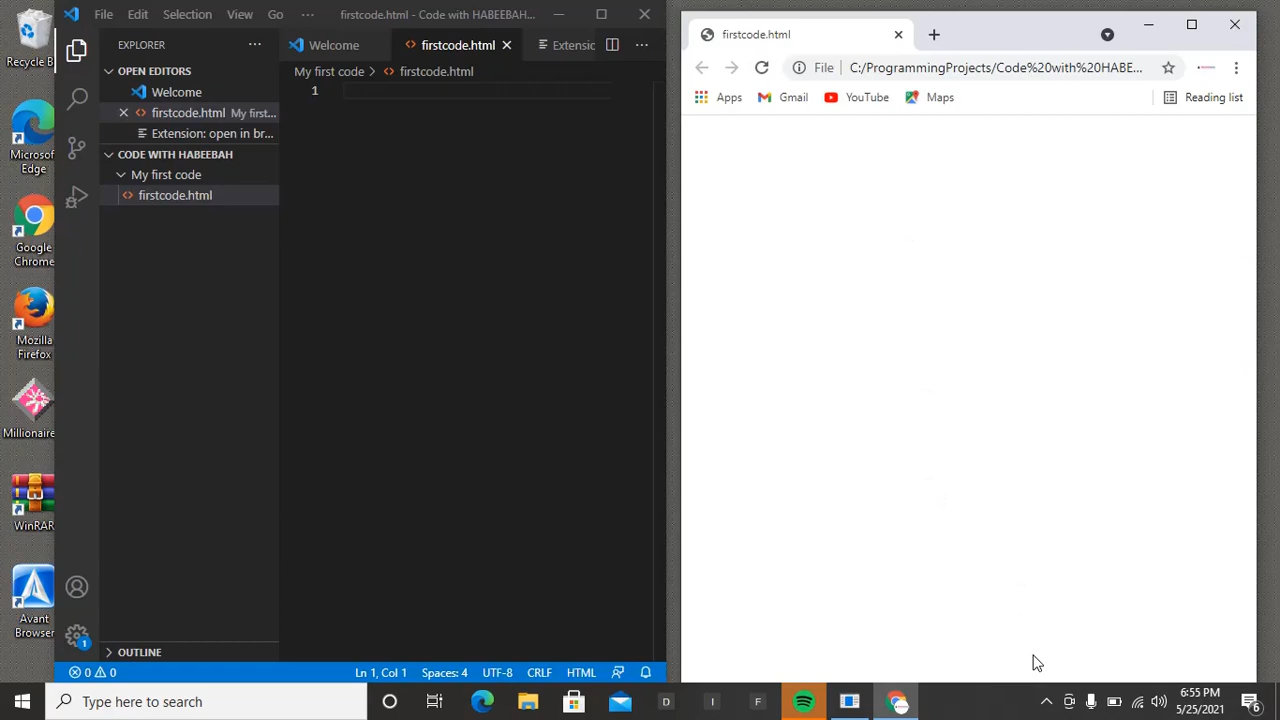 Recycle B
Microsoft
Edge
Google
Chrome
Mozilla
Firefox
Millionaire
WinRAR
Avant
Browser
File Edit Selection View Go ··· firstcode.html - Code with HABEEBAH...
EXPLORER
Welcome firstcode.html Extensic
OPEN EDITORS
Welcome
firstcode.html My first...
Extension: open in br...
CODE WITH HABEEBAH
My first code
firstcode.html
OUTLINE
My first code > firstcode.html
1
1
0 0 Ln 1, Col 1 Spaces: 4 UTF-8 CRLF HTML
firstcode.html
File C:/ProgrammingProjects/Code%20with%20HABE...
Apps Gmail YouTube Maps Reading list
Type here to search
D I F
6:55 PM
5/25/2021
6